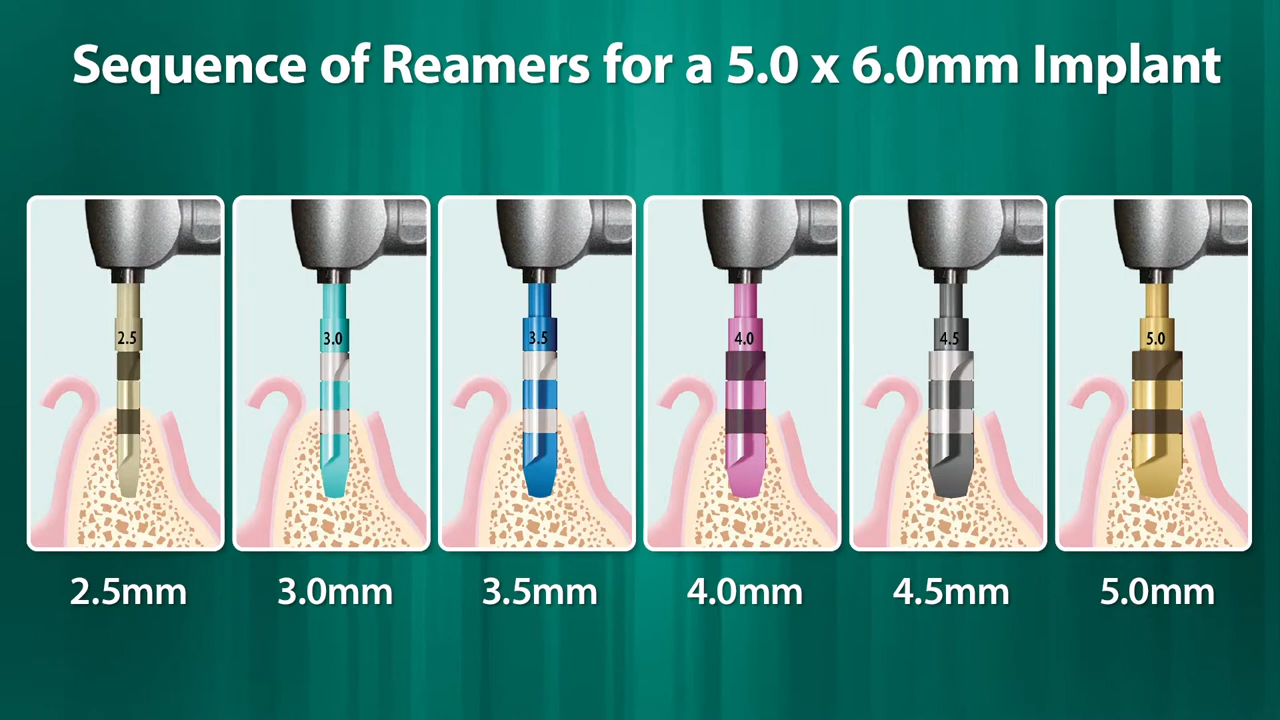 Sequence of Reamers for a 5.0 x 6.0mm Implant
2.5
3.0
3.5
4.0
4.5
5.0
2.5mm
3.0mm
3.5mm
4.0mm
4.5mm
5.0mm